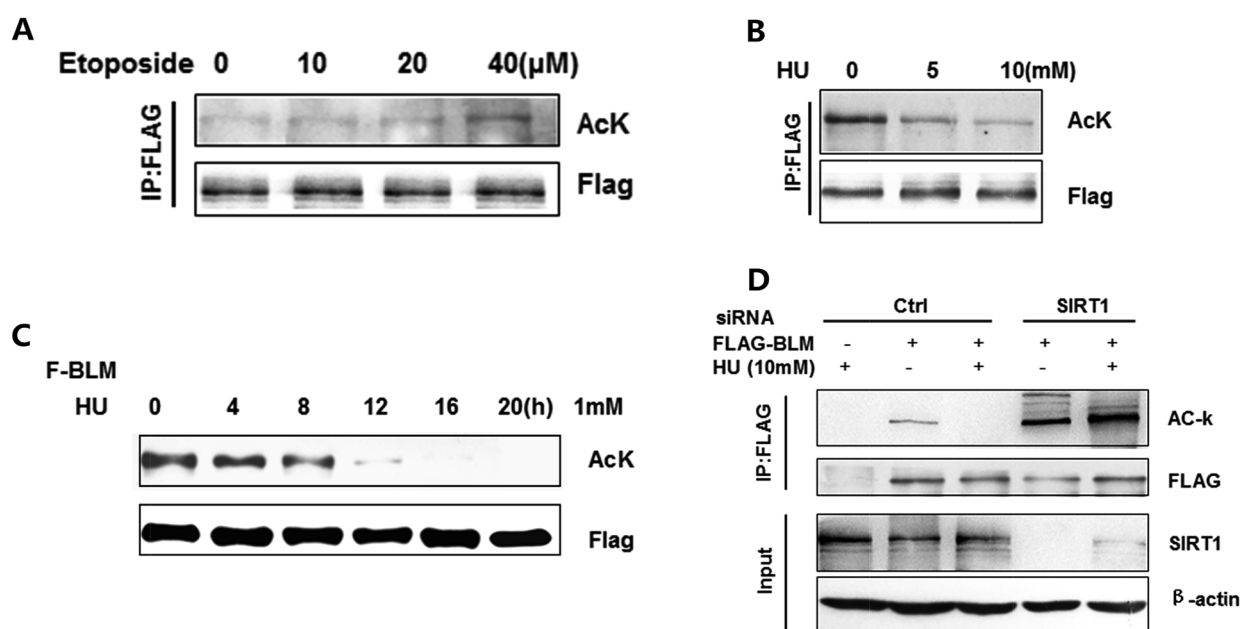 A
Etoposide 0 10 20 40(μM)
IP:FLAG
AcK
Flag
B
HU 0 5 10(mM)
IP:FLAG
AcK
Flag
C
F-BLM
HU 0 4 8 12 16 20(h) 1mM
AcK
Flag
D
siRNA Ctrl SIRT1
FLAG-BLM - + + + +
HU (10mM) + - + - +
IP:FLAG
AC-k
FLAG
Input
SIRT1
β-actin